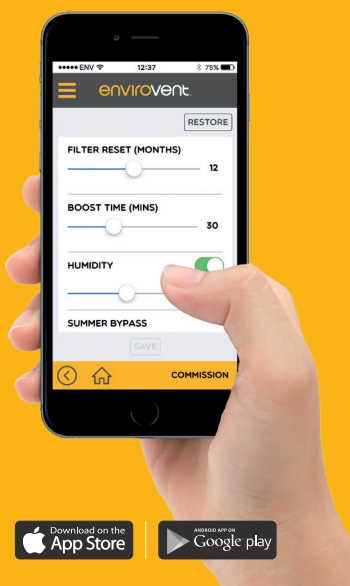 ENV
12:37
75%
envirovent
RESTORE
FILTER RESET (MONTHS)
12
BOOST TIME (MINS)
30
HUMIDITY
SUMMER BYPASS
SAVE
COMMISSION
Download on the
App Store
ANDROID APP ON
Google play